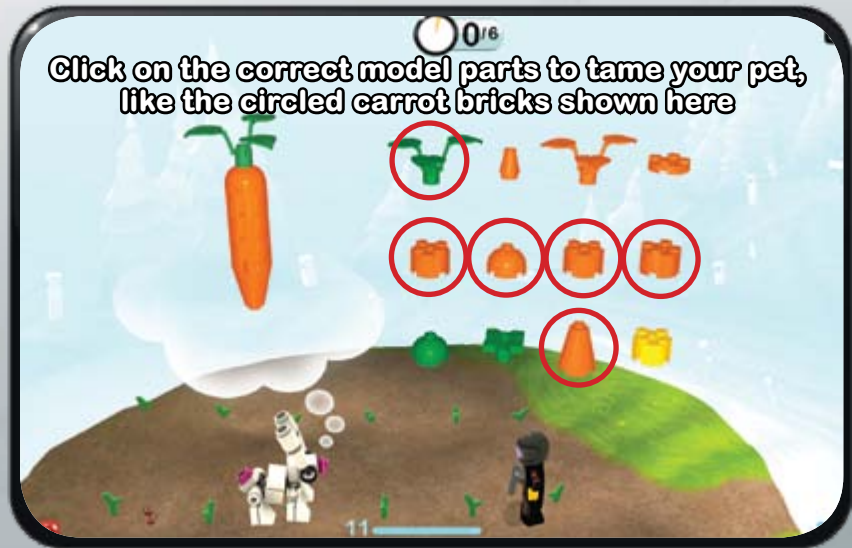 0/6
Click on the correct model parts to tame your pet,
like the circled carrot bricks shown here
11